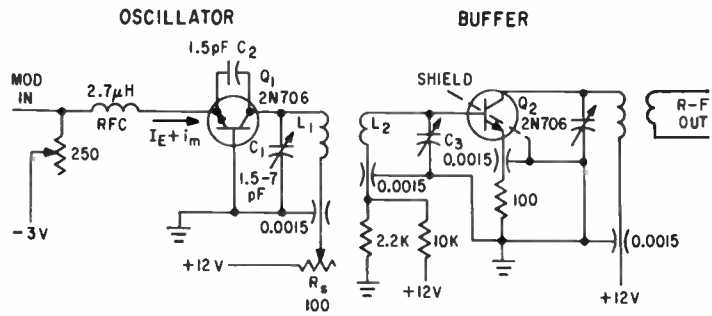 OSCILLATOR
BUFFER
1.5pF C2
Q1
2N706
MOD
IN
2.7μH
RFC
IE+im
250
-3V
C1
1.5-7
pF
L1
0.0015
+12V
Rs
100
SHIELD
Q2
2N706
L2
C3
0.0015
0.0015
100
2.2K
10K
+12V
R-F
OUT
0.0015
+12V